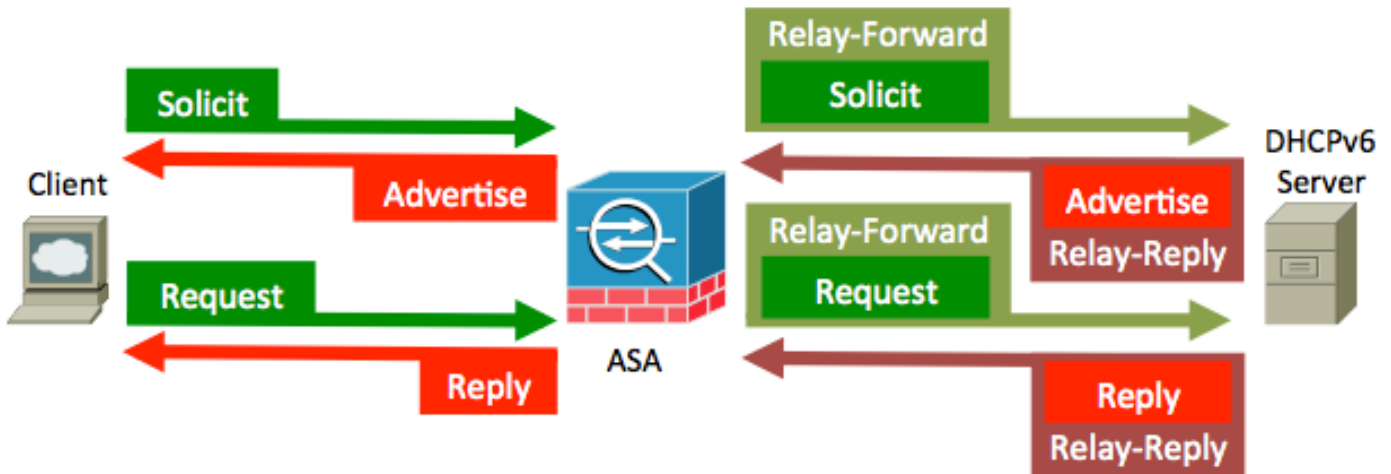 Relay-Forward
Solicit
Solicit
Client
Advertise
DHCPv6
Server
Advertise
Relay-Reply
Relay-Forward
Request
Request
ASA
Reply
Reply
Relay-Reply